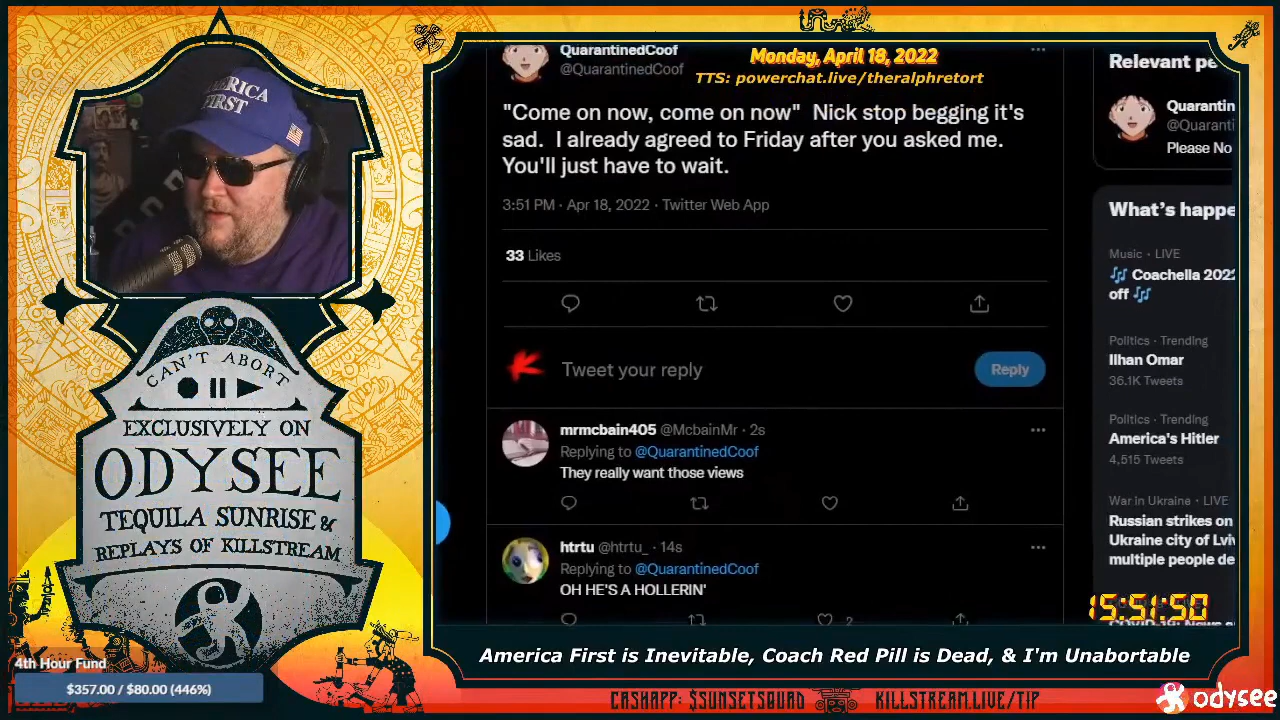 AMERICA
FIRST
CAN'T ABORT
EXCLUSIVELY ON
ODYSEE
TEQUILA SUNRISE &
REPLAYS OF KILLSTREAM
4th Hour Fund
$357.00 / $80.00 (446%)
Monday, April 18, 2022
TTS: powerchat.live/theralphretort
QuarantinedCoof
@QuarantinedCoof
"Come on now, come on now" Nick stop begging it's
sad. I already agreed to Friday after you asked me.
You'll just have to wait.
3:51 PM · Apr 18, 2022 · Twitter Web App
33 Likes
Tweet your reply
Reply
mrmcbain405 @McbainMr · 2s
Replying to @QuarantinedCoof
They really want those views
htrtu @htrtu_ · 14s
Replying to @QuarantinedCoof
OH HE'S A HOLLERIN'
2
Relevant pe
Quarantin
@Quaranti
Please No
What's happe
Music · LIVE
🎶 Coachella 2022
off 🎶
Politics · Trending
Ilhan Omar
36.1K Tweets
Politics · Trending
America's Hitler
4,515 Tweets
War in Ukraine · LIVE
Russian strikes on
Ukraine city of Lviv
multiple people de
15:51:50
America First is Inevitable, Coach Red Pill is Dead, & I'm Unabortable
CASHAPP: $SUNSETSQUAD
KILLSTREAM.LIVE/TIP
odysee